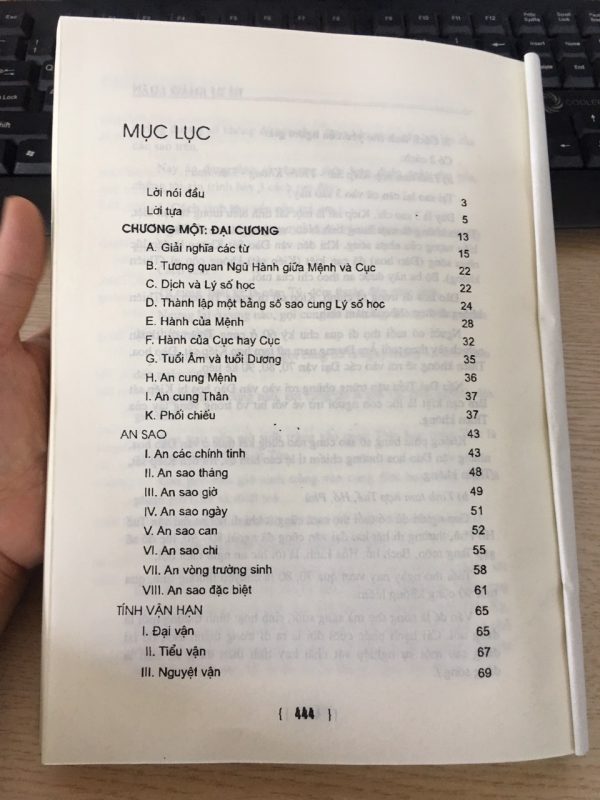 MỤC LỤC
Lời nói đầu 3
Lời tựa 5
CHƯƠNG MỘT: ĐẠI CƯƠNG 13
A. Giải nghĩa các từ 15
B. Tương quan Ngũ Hành giữa Mệnh và Cục 22
C. Dịch và Lý số học 22
D. Thành lập một bảng số sao cung Lý số học 24
E. Hành của Mệnh 28
F. Hành của Cục hay Cục 32
G. Tuổi Âm và tuổi Dương 35
H. An cung Mệnh 36
I. An cung Thân 37
K. Phối chiếu 37
AN SAO 43
I. An các chính tinh 43
II. An sao tháng 48
III. An sao giờ 49
IV. An sao ngày 51
V. An sao can 52
VI. An sao chi 55
VII. An vòng trường sinh 58
VIII. An sao đặc biệt 61
TÍNH VẬN HẠN 65
I. Đại vận 65
II. Tiểu vận 67
III. Nguyệt vận 69
{ 444 }